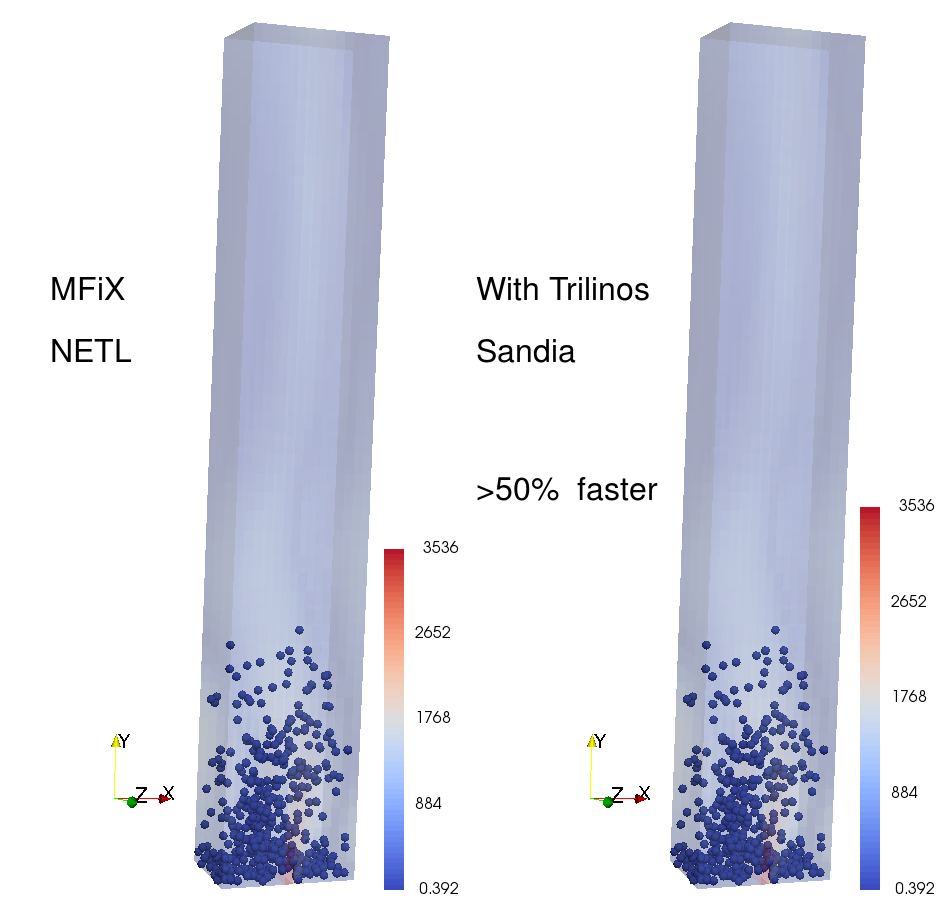 MFiX
NETL
3536
2652
1768
884
0.392
Y
Z X
With Trilinos
Sandia
>50% faster
3536
2652
1768
884
0.392
Y
Z X